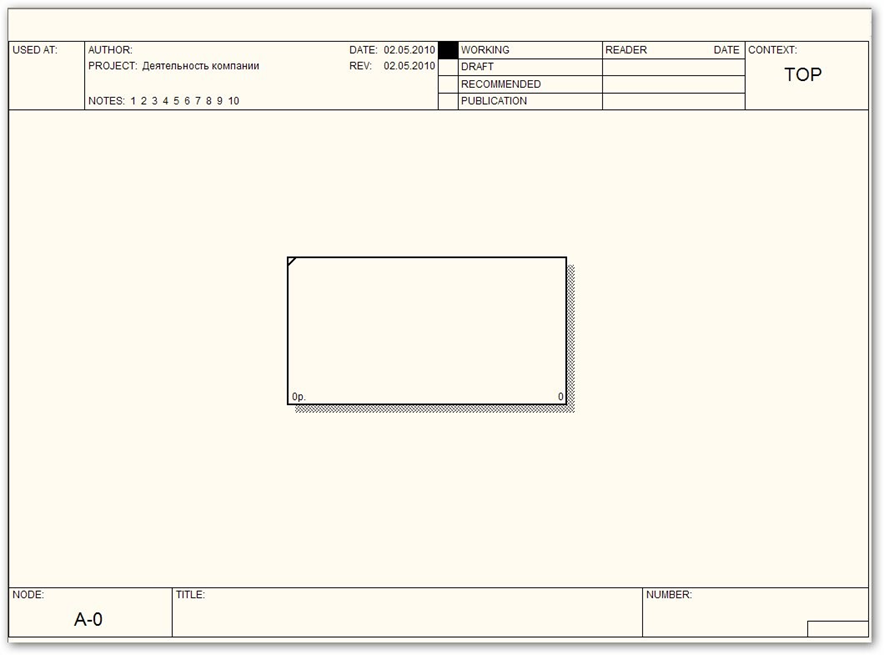 USED AT: AUTHOR: DATE: 02.05.2010 WORKING READER DATE CONTEXT:
PROJECT: Деятельность компании REV: 02.05.2010 DRAFT TOP
RECOMMENDED
NOTES: 1 2 3 4 5 6 7 8 9 10 PUBLICATION
0р. 0
NODE: TITLE: NUMBER:
A-0